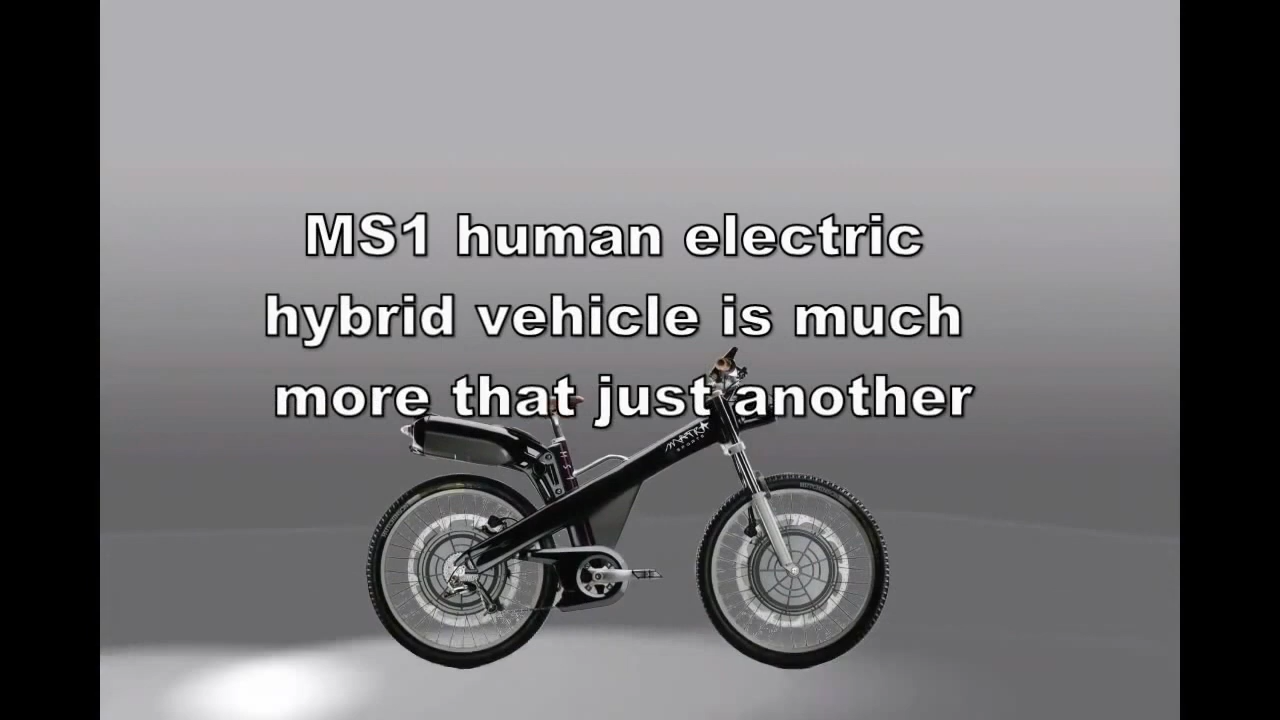 MS1 human electric
hybrid vehicle is much
more that just another